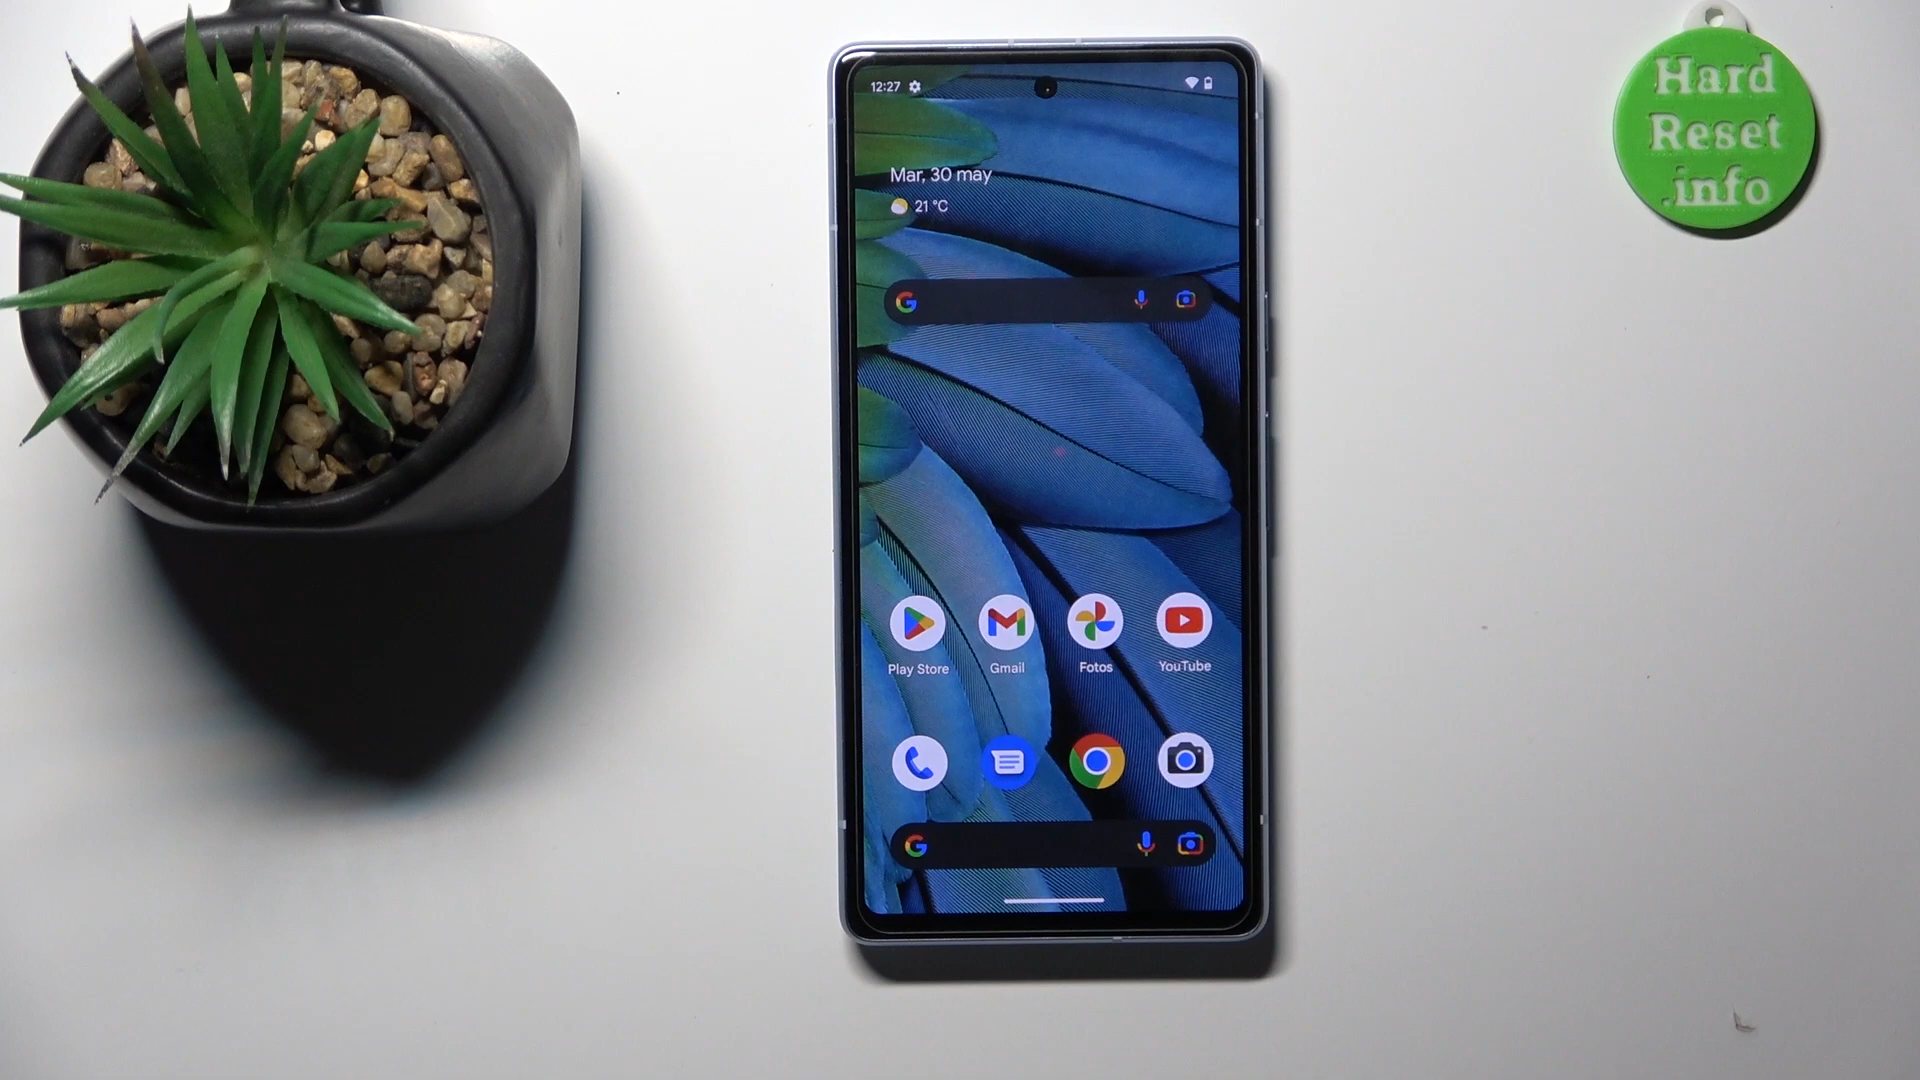 12:27
Mar, 30 may
21 °C
Play Store
Gmail
Fotos
YouTube
Hard
Reset
.info